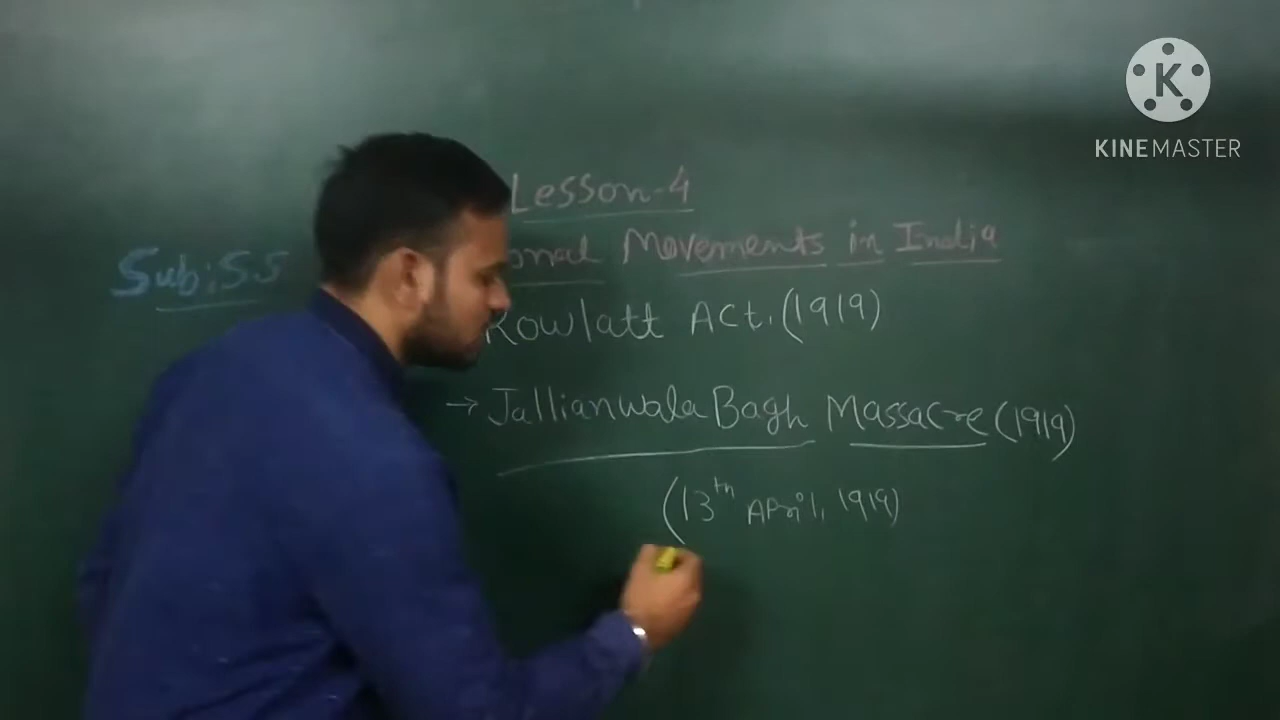 K
KINEMASTER
Lesson-4
onal Movements in India
Sub:S.S
Rowlatt Act. (1919)
→ Jallianwala Bagh Massacre (1919)
(13th April, 1919)